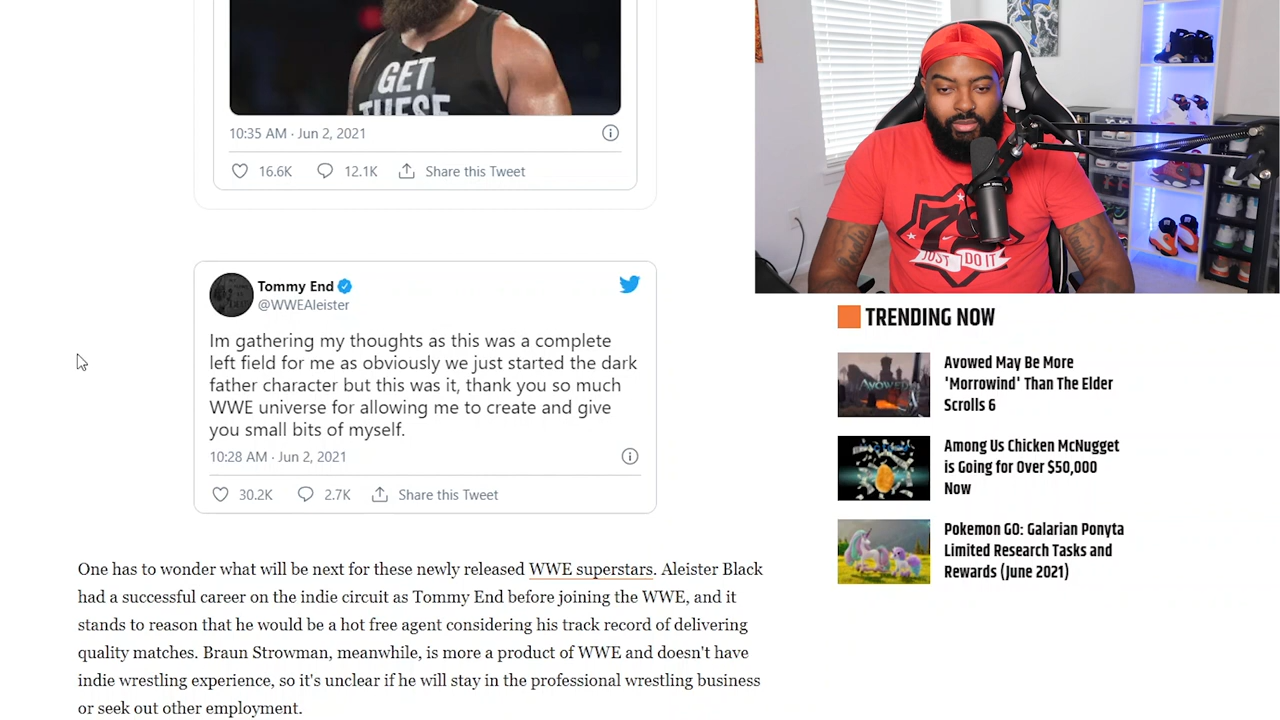 GET
THESE
10:35 AM · Jun 2, 2021
16.6K 12.1K Share this Tweet
Tommy End
@WWEAleister
Im gathering my thoughts as this was a complete
left field for me as obviously we just started the dark
father character but this was it, thank you so much
WWE universe for allowing me to create and give
you small bits of myself.
10:28 AM · Jun 2, 2021
30.2K 2.7K Share this Tweet
One has to wonder what will be next for these newly released WWE superstars. Aleister Black
had a successful career on the indie circuit as Tommy End before joining the WWE, and it
stands to reason that he would be a hot free agent considering his track record of delivering
quality matches. Braun Strowman, meanwhile, is more a product of WWE and doesn't have
indie wrestling experience, so it's unclear if he will stay in the professional wrestling business
or seek out other employment.
JUST DO IT
TRENDING NOW
AVOWED
Avowed May Be More
'Morrowind' Than The Elder
Scrolls 6
Among Us Chicken McNugget
is Going for Over $50,000
Now
Pokemon GO: Galarian Ponyta
Limited Research Tasks and
Rewards (June 2021)